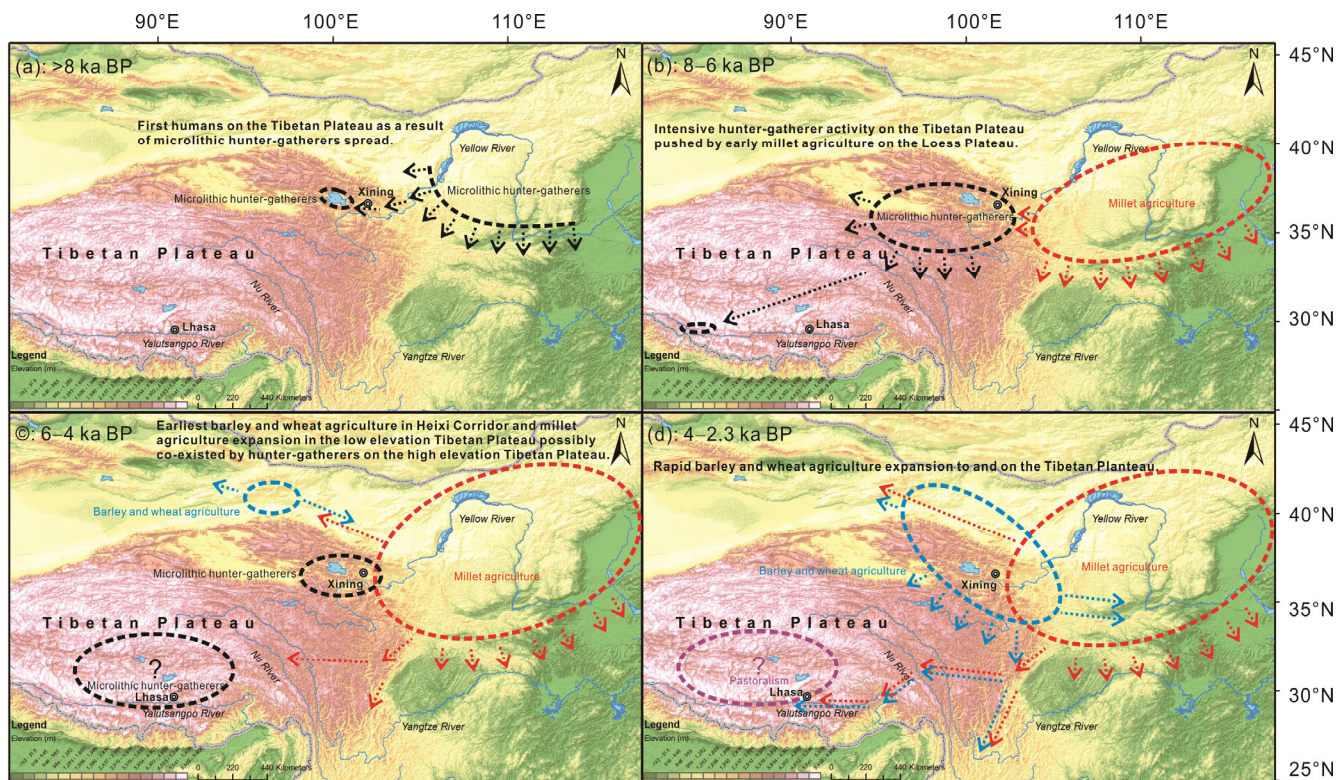 90°E 100°E 110°E 90°E 100°E 110°E
(a): >8 ka BP
N
First humans on the Tibetan Plateau as a result
of microlithic hunter-gatherers spread.
Yellow River
Microlithic hunter-gatherers
Xining
Microlithic hunter-gatherers
Tibetan Plateau
Nu River
Lhasa
Yalutsangpo River
Yangtze River
Legend
Elevation (m)
0 220 440 Kilometers
(b): 8–6 ka BP
N
45°E
Intensive hunter-gatherer activity on the Tibetan Plateau
pushed by early millet agriculture on the Loess Plateau.
Yellow River
40°E
Xining
Microlithic hunter-gatherers
Millet agriculture
35°E
Tibetan Plateau
Nu River
Lhasa
30°E
Yalutsangpo River
Yangtze River
Legend
Elevation (m)
0 220 440 Kilometers
©: 6–4 ka BP
N
Earllest barley and wheat agriculture in Heixi Corridor and millet
agriculture expansion in the low elevation Tibetan Plateau possibly
co-existed by hunter-gatherers on the high elevation Tibetan Plateau.
Barley and wheat agriculture
Yellow River
Microlithic hunter-gatherers
Xining
Millet agriculture
Tibetan Plateau
?
Nu River
Microlithic hunter-gatherers
Lhasa
Yalutsangpo River
Yangtze River
Legend
Elevation (m)
0 220 440 Kilometers
(d): 4–2.3 ka BP
N
45°E
Rapid barley and wheat agriculture expansion to and on the Tibetan Planteau.
Yellow River
40°E
Barley and wheat agriculture
Xining
Millet agriculture
35°E
Tibetan Plateau
?
Nu River
Pastoralism
Lhasa
30°E
Yalutsangpo River
Yangtze River
Legend
Elevation (m)
0 220 440 Kilometers
25°E